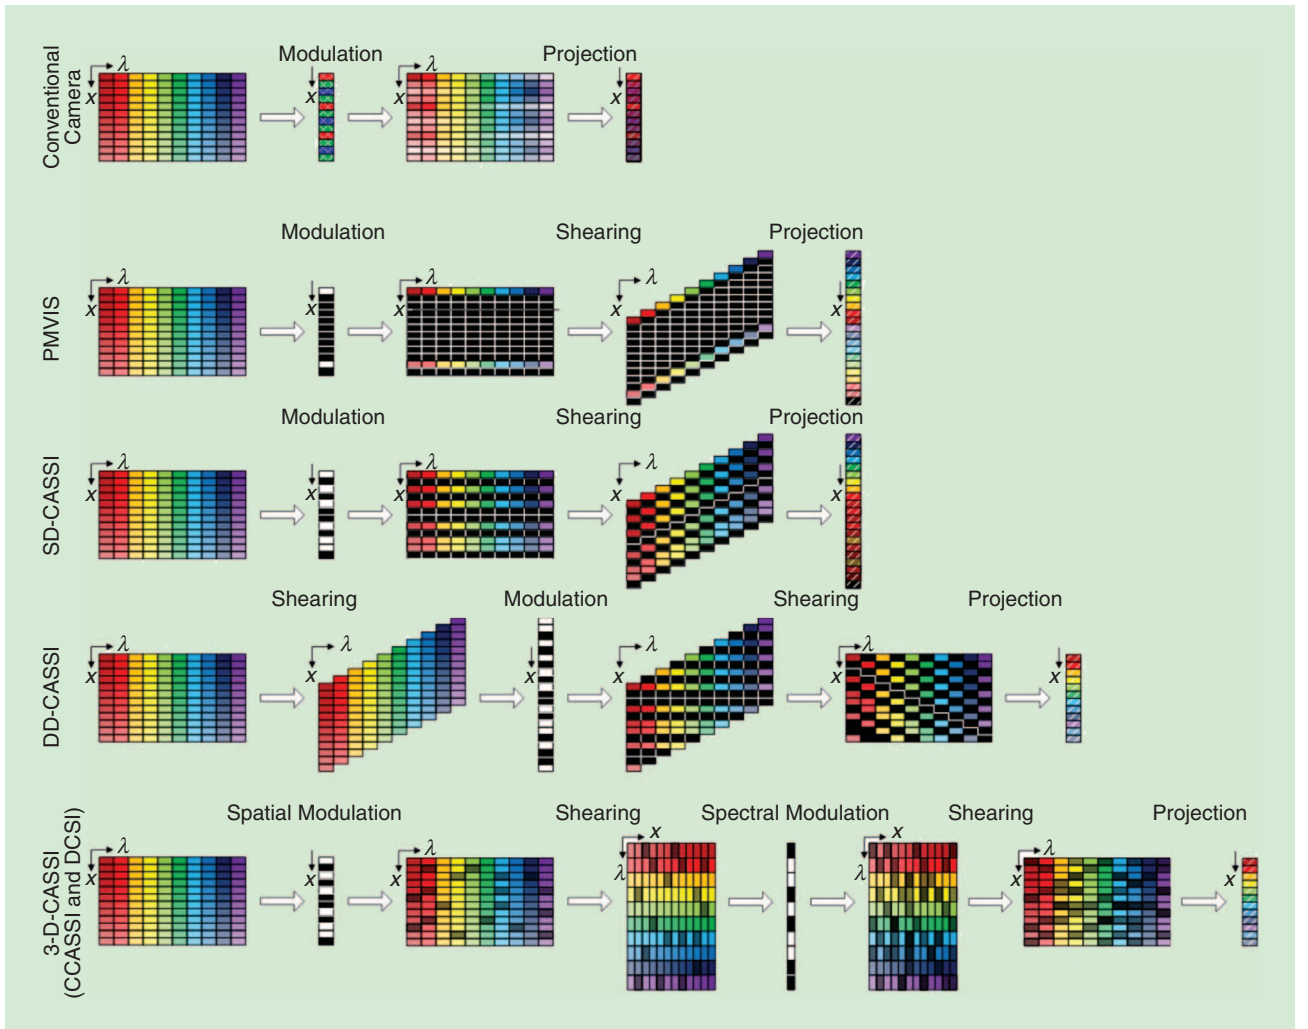 Conventional
Camera
Modulation
Projection
λ
x
x
λ
x
x
PMVIS
Modulation
Shearing
Projection
λ
x
x
λ
x
λ
x
x
SD-CASSI
Modulation
Shearing
Projection
λ
x
x
λ
x
λ
x
x
DD-CASSI
Shearing
Modulation
Shearing
Projection
λ
x
λ
x
x
λ
x
λ
x
x
3-D-CASSI
(CCASSI and DCSI)
Spatial Modulation
Shearing
Spectral Modulation
Shearing
Projection
λ
x
x
λ
x
x
λ
x
λ
λ
x
x